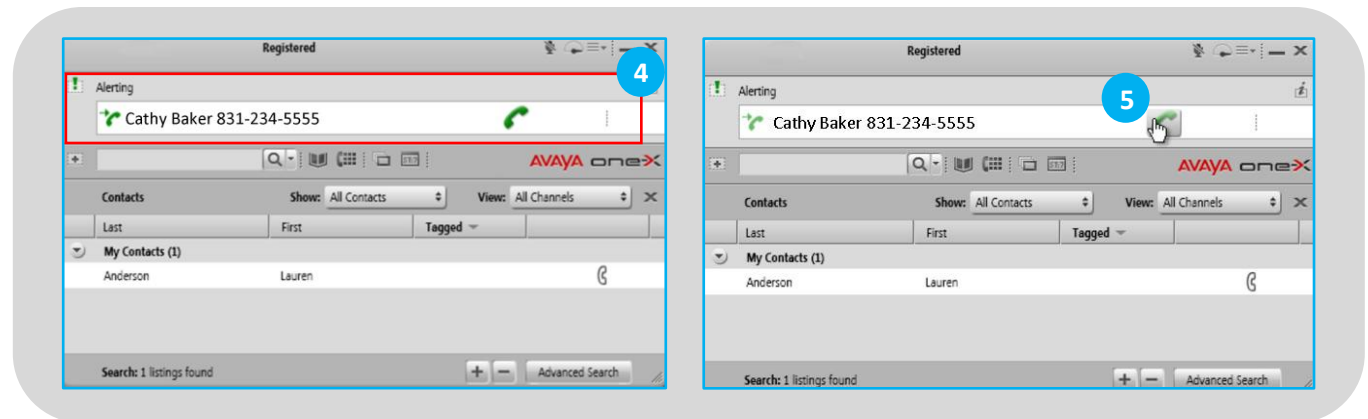 Registered
4
Alerting
Cathy Baker 831-234-5555
AVAYA one-X
Contacts Show: All Contacts View: All Channels
Last First Tagged
My Contacts (1)
Anderson Lauren
Search: 1 listings found + − Advanced Search
Registered
5
Alerting
Cathy Baker 831-234-5555
AVAYA one-X
Contacts Show: All Contacts View: All Channels
Last First Tagged
My Contacts (1)
Anderson Lauren
Search: 1 listings found + − Advanced Search